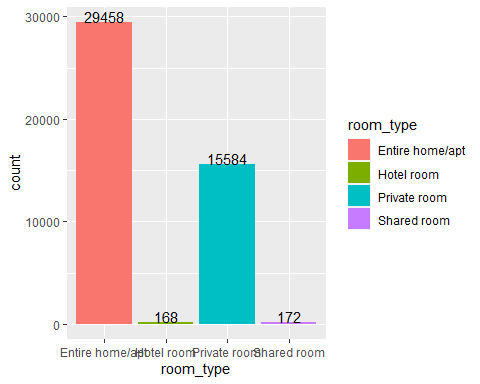 30000
20000
10000
0
count
29458
168
15584
172
Entire home/apt
Hotel room
Private room
Shared room
room_type
room_type
Entire home/apt
Hotel room
Private room
Shared room